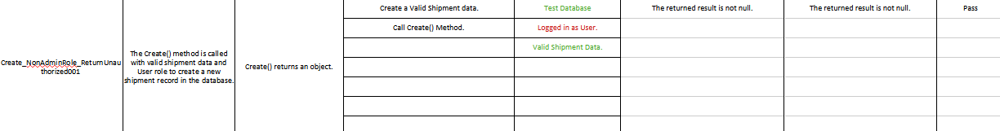 Create a Valid Shipment data.
Test Database
The returned result is not null.
The returned result is not null.
Pass
Call Create() Method.
Logged in as User.
Valid Shipment Data.
Create_NonAdminRole_ReturnUnau
thorized001
The Create() method is called
with valid shipment data and
User role to create a new
shipment record in the database.
Create() returns an object.